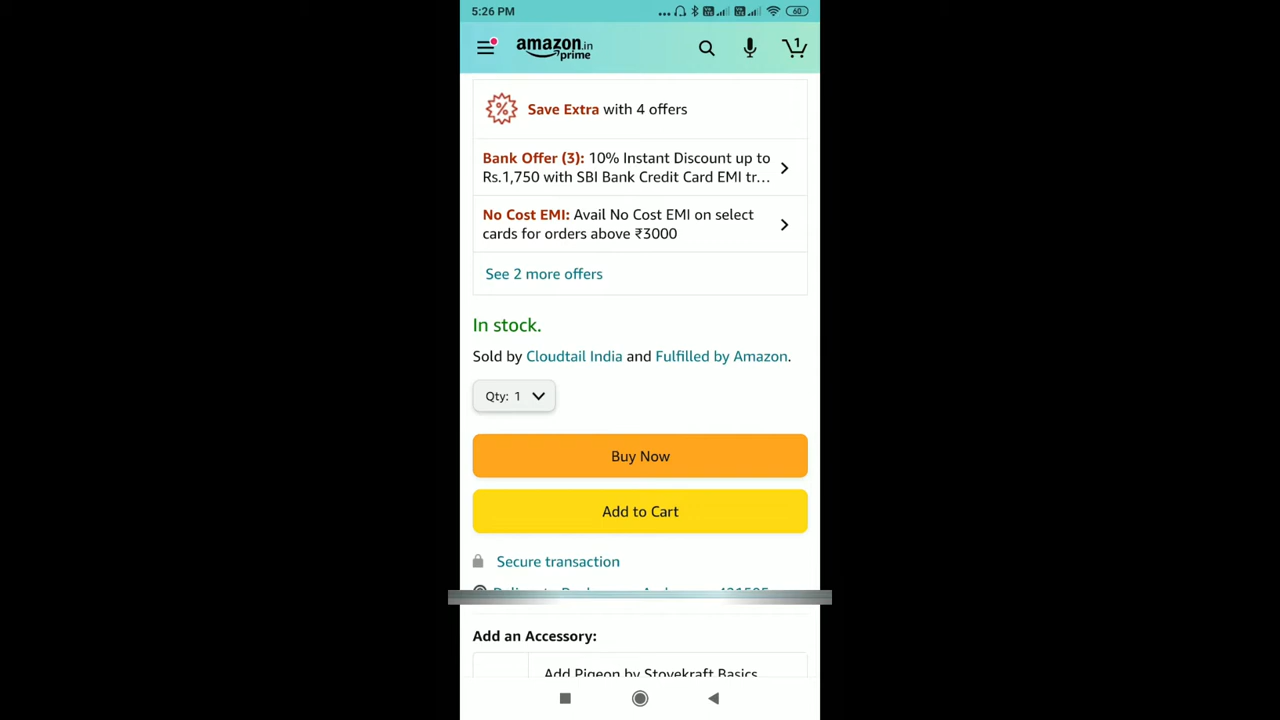 5:26 PM
60
amazon.in
prime
1
Save Extra with 4 offers
Bank Offer (3): 10% Instant Discount up to
Rs.1,750 with SBI Bank Credit Card EMI tr...
No Cost EMI: Avail No Cost EMI on select
cards for orders above ₹3000
See 2 more offers
In stock.
Sold by Cloudtail India and Fulfilled by Amazon.
Qty: 1
Buy Now
Add to Cart
Secure transaction
Add an Accessory:
Add Pigeon by Stovekraft Basics